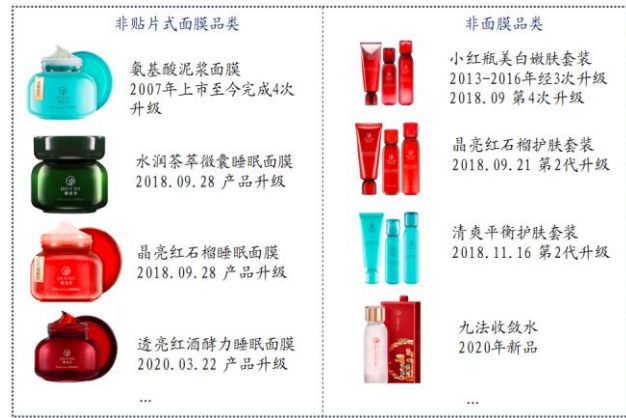 非贴片式面膜品类
氨基酸泥浆面膜
2007年上市至今完成4次
升级
水润茶萃微囊睡眠面膜
2018.09.28 产品升级
晶亮红石榴睡眠面膜
2018.09.28 产品升级
透亮红酒酵力睡眠面膜
2020.03.22 产品升级
...
非面膜品类
小红瓶美白嫩肤套装
2013-2016年经3次升级
2018.09 第4次升级
晶亮红石榴护肤套装
2018.09.21 第2代升级
清爽平衡护肤套装
2018.11.16 第2代升级
九法收敛水
2020年新品
...